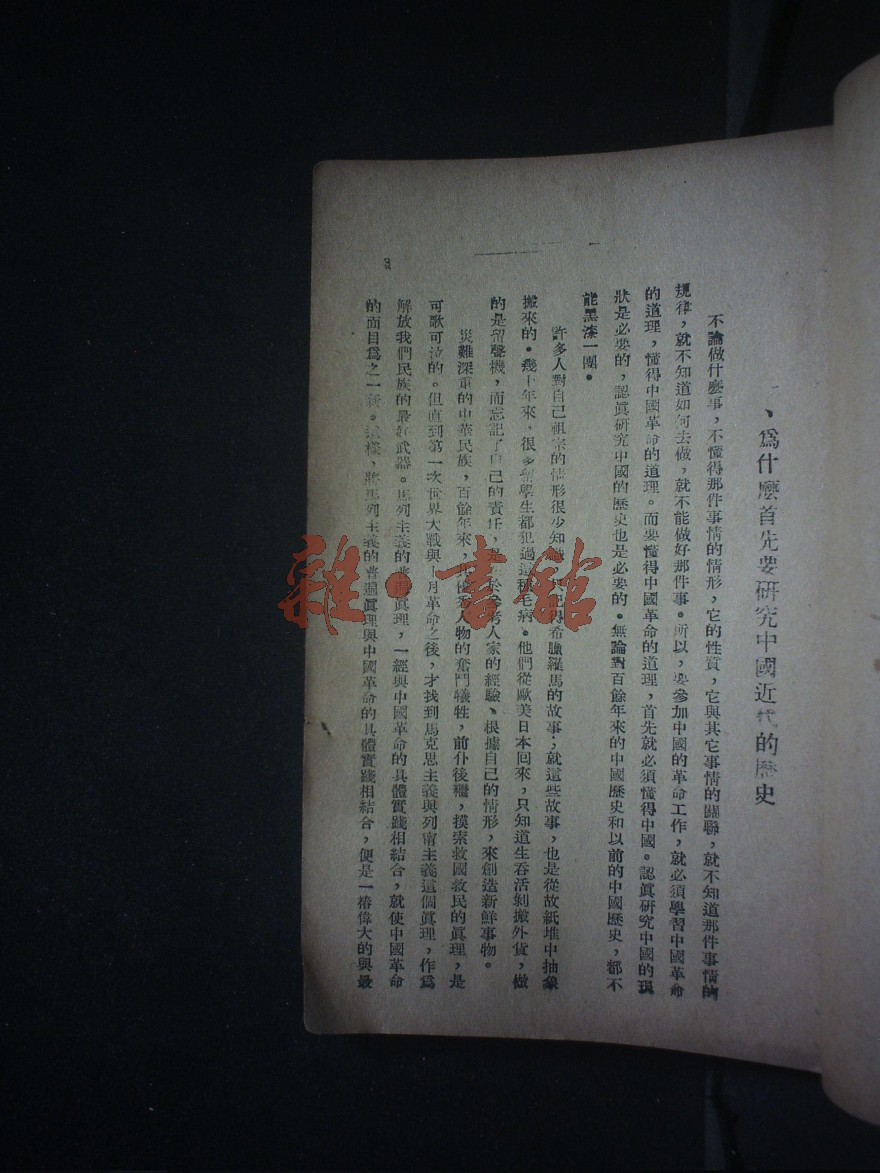 、爲什麼首先要研究中國近代的歷史
不論做什麼事，不懂得那件事情的情形，它的性質，它與其它事情的關聯，就不知道那件事情的
規律，就不知道如何去做，就不能做好那件事。所以，要參加中國的革命工作，就必須學習中國革命
的道理，懂得中國革命的道理。而要懂得中國革命的道理，首先就必須懂得中國。認眞研究中國的現
狀是必要的，認眞研究中國的歷史也是必要的。無論對百餘年來的中國歷史和以前的中國歷史，都不
能黑漆一團。
許多人對自己祖宗的情形很少知道，只記得希臘羅馬的故事；就這些故事，也是從故紙堆中抽象
搬來的。幾十年來，很多留學生都犯過這種毛病。他們從歐美日本回來，只知道生吞活剝搬外貨，做
的是留聲機，而忘記了自己的責任，是 於參考人家的經驗、根據自己的情形，來創造新鮮事物。
災難深重的中華民族，百餘年來，其優秀人物的奮鬥犧牲，前仆後繼，摸索救國救民的眞理，是
可歌可泣的。但直到第一次世界大戰與十月革命之後，才找到馬克思主義與列甯主義這個眞理，作爲
解放我們民族的最好武器。馬列主義的普遍眞理，一經與中國革命的具體實踐相結合，就使中國革命
的面目爲之一新。這樣，將馬列主義的普遍眞理與中國革命的具體實踐相結合，便是一樁偉大的與最
雜·書館